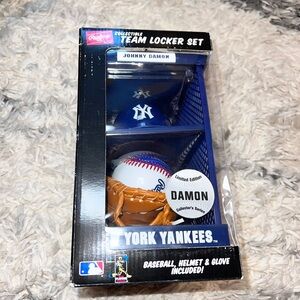 Rawlings
COLLECTIBLE
TEAM LOCKER SET
JOHNNY DAMON
NY
Limited Edition
DAMON
Collector's Series
YORK YANKEES
BASEBALL, HELMET & GLOVE
INCLUDED!